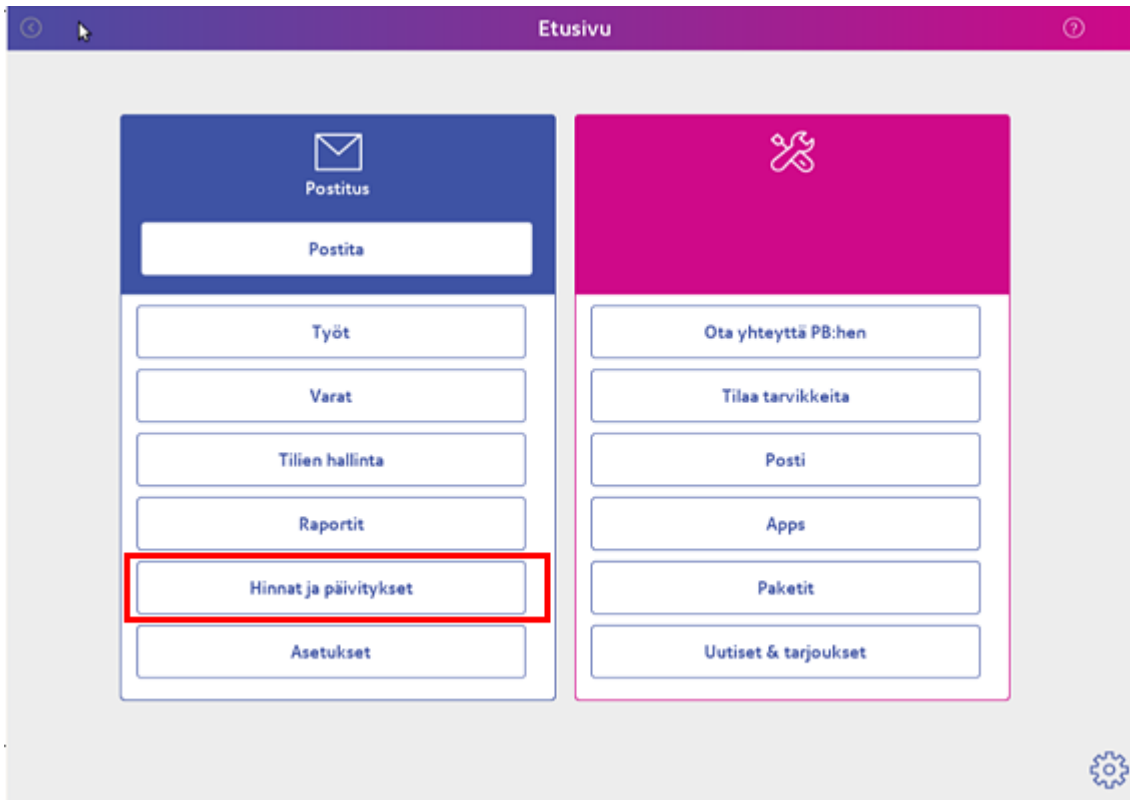 Etusivu
Postitus
Postita
Työt
Varat
Tilien hallinta
Raportit
Hinnat ja päivitykset
Asetukset
Ota yhteyttä PB:hen
Tilaa tarvikkeita
Posti
Apps
Paketit
Uutiset & tarjoukset